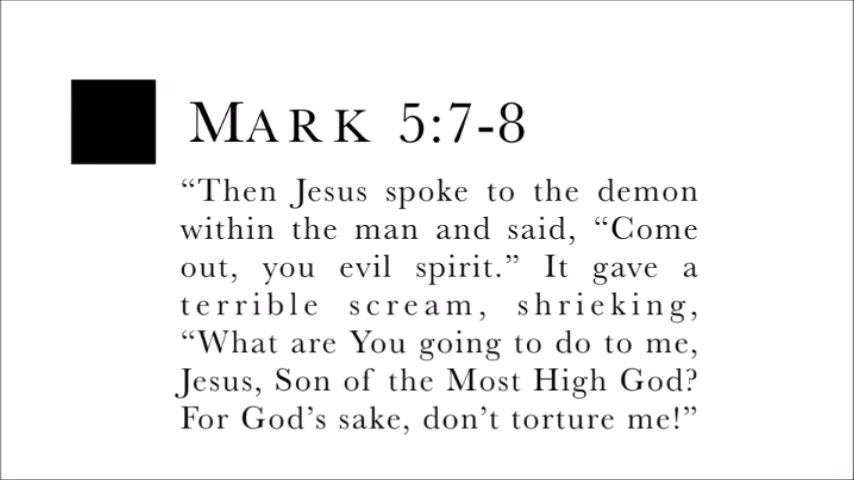 MARK 5:7-8
“Then Jesus spoke to the demon
within the man and said, “Come
out, you evil spirit.” It gave a
terrible scream, shrieking,
“What are You going to do to me,
Jesus, Son of the Most High God?
For God’s sake, don’t torture me!”